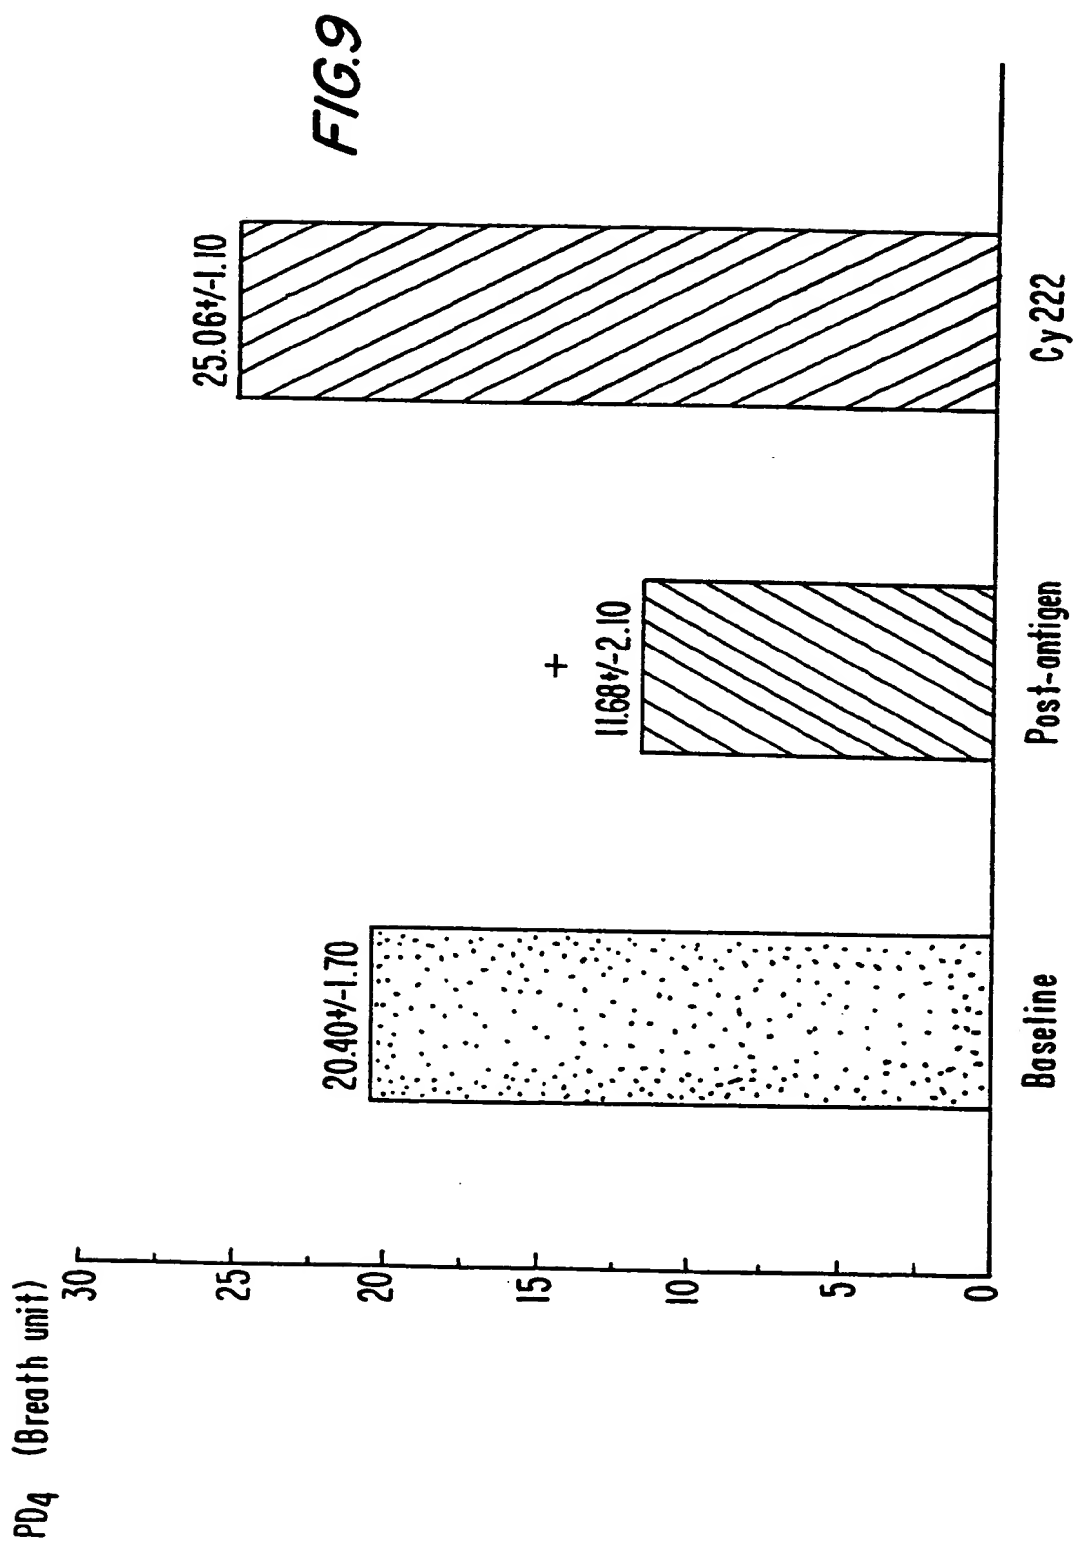 FIG.9
PD4 (Breath unit)
30
25
20
15
10
5
0
20.40+/-1.70
+
11.68+/-2.10
25.06+/-1.10
Baseline
Post-antigen
Cy 222